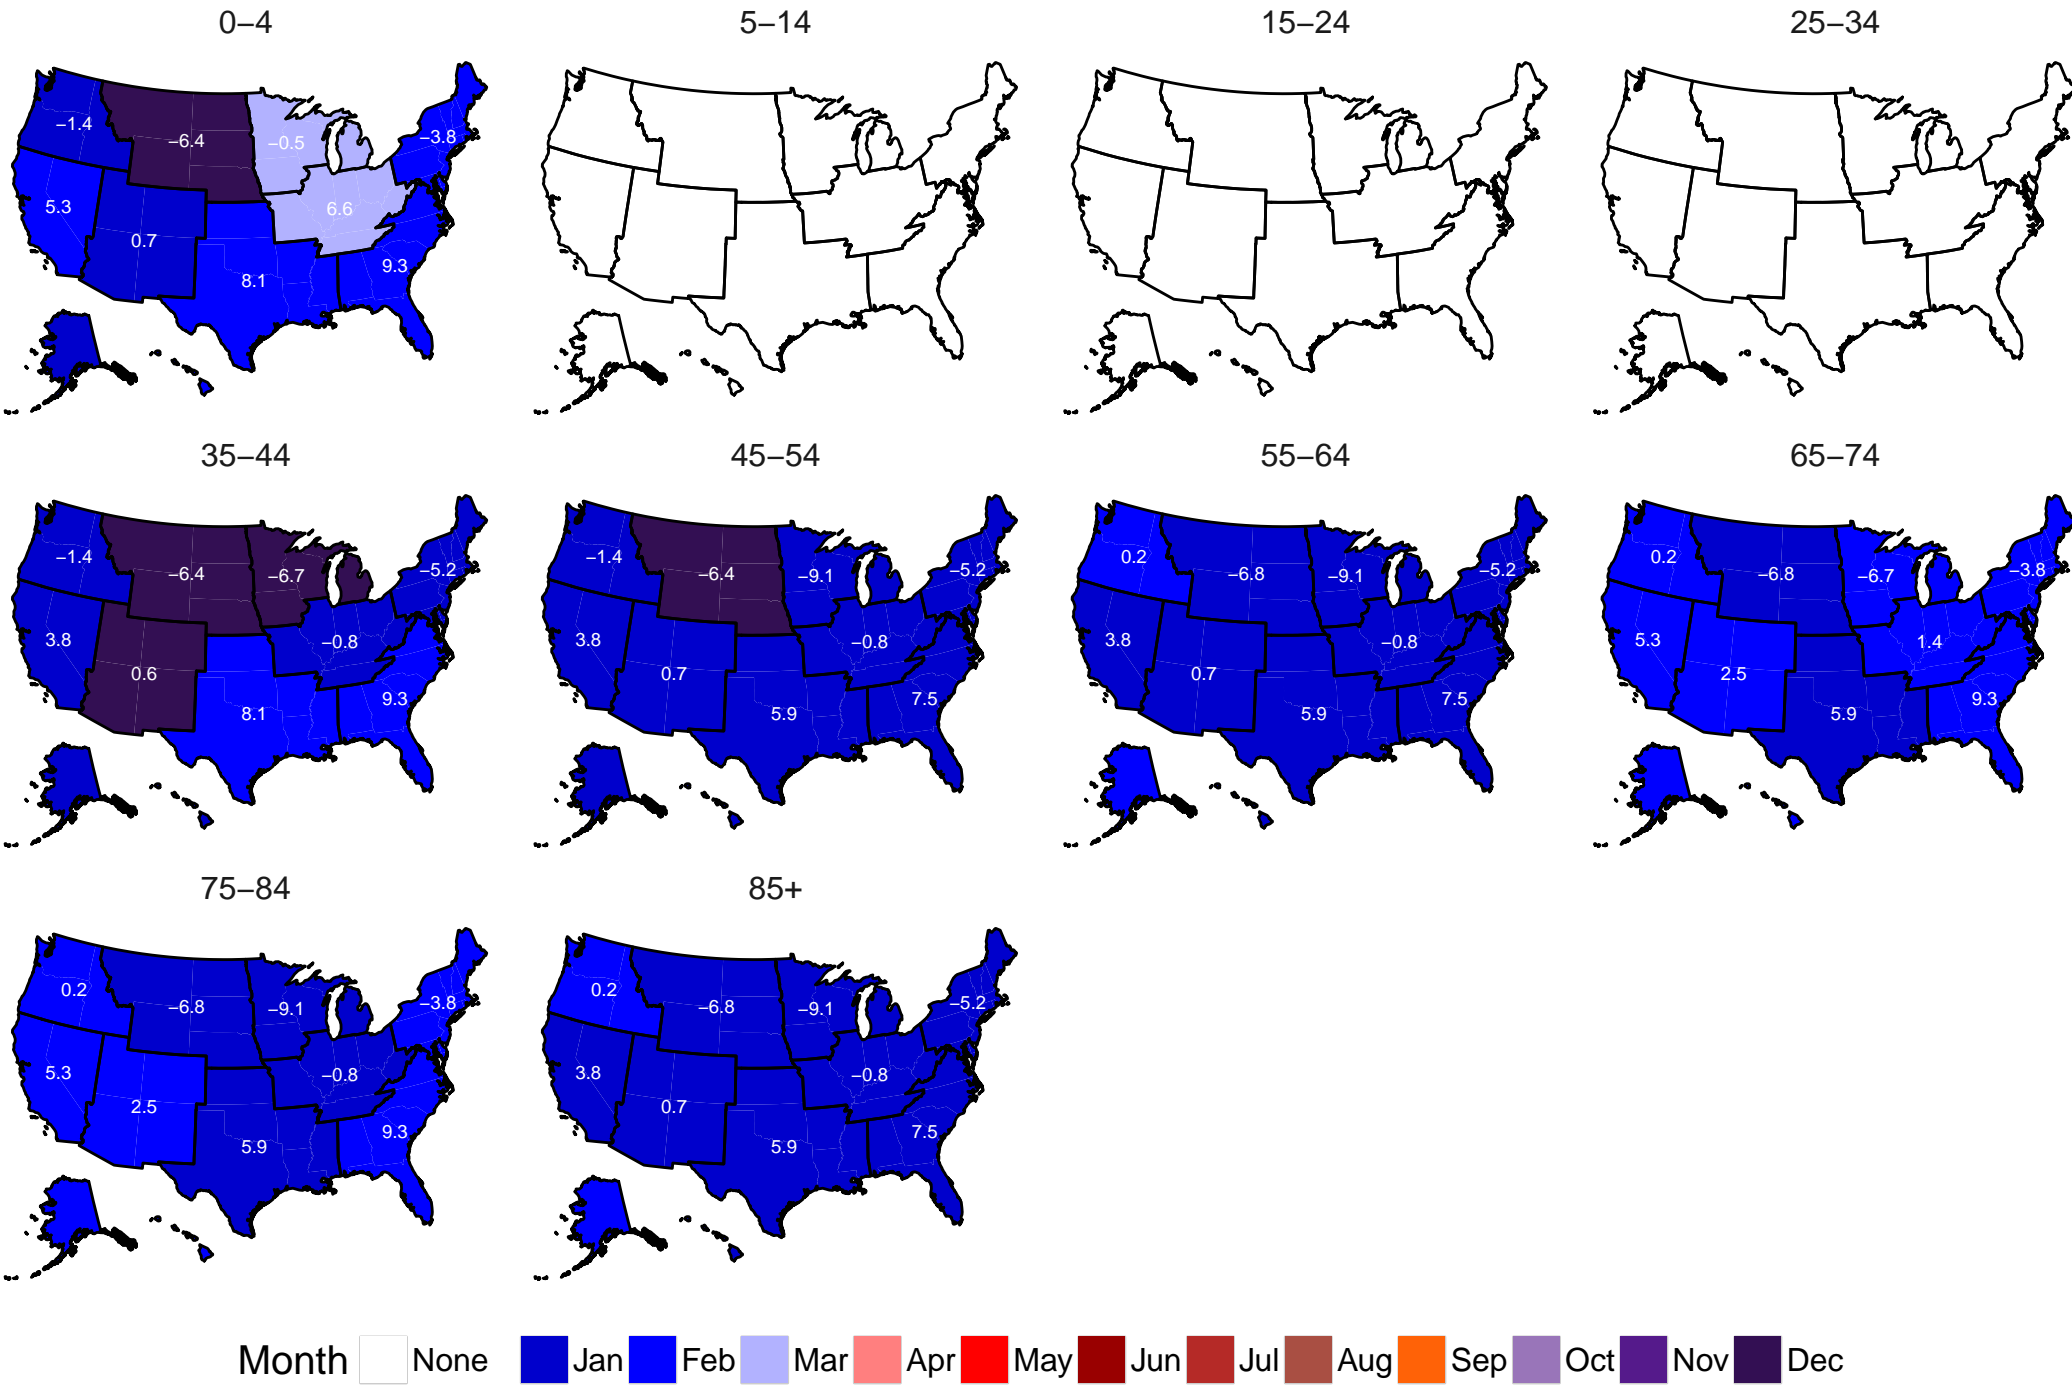 0–4 5–14 15–24 25–34
−1.4 −6.4 −0.5 −3.8
5.3 0.7 6.6
8.1 9.3
35–44 45–54 55–64 65–74
−1.4 −6.4 −6.7 −5.2 −1.4 −6.4 −9.1 −5.2 0.2 −6.8 −9.1 −5.2 0.2 −6.8 −6.7 −3.8
3.8 0.6 −0.8 3.8 0.7 −0.8 3.8 0.7 −0.8 5.3 2.5 1.4
8.1 9.3 5.9 7.5 5.9 7.5 5.9 9.3
75–84 85+
0.2 −6.8 −9.1 −3.8 0.2 −6.8 −9.1 −5.2
5.3 2.5 −0.8 3.8 0.7 −0.8
5.9 9.3 5.9 7.5
Month None Jan Feb Mar Apr May Jun Jul Aug Sep Oct Nov Dec